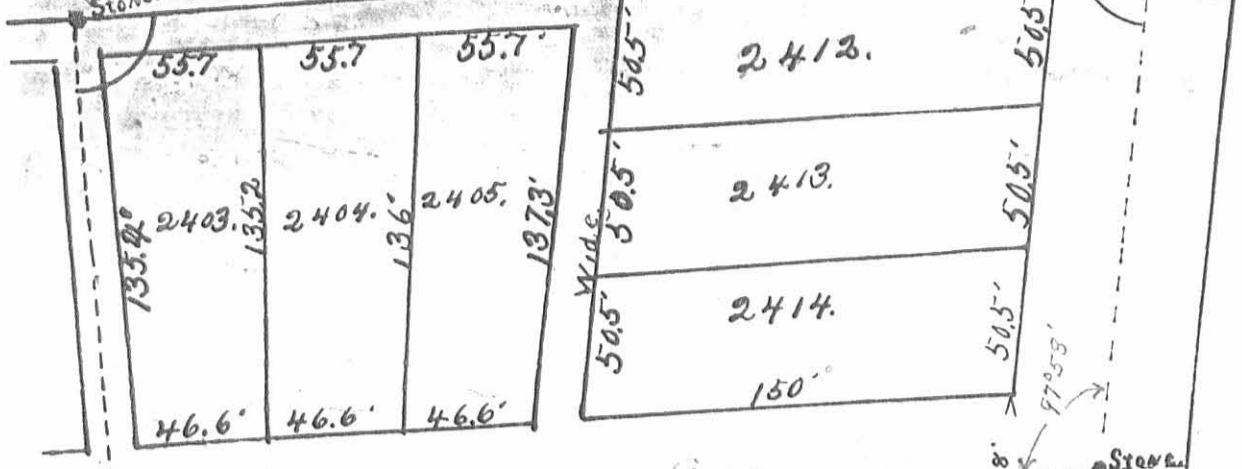 Stone
55.7 55.7 55.7'
50.5' 2412. 50.5'
135.4' 2403. 135.2 2404. 136' 2405. 137.3'
Wide
50.5' 2413. 50.5'
50.5' 2414. 50.5'
150'
97°53'
46.6' 46.6' 46.6'
Stone